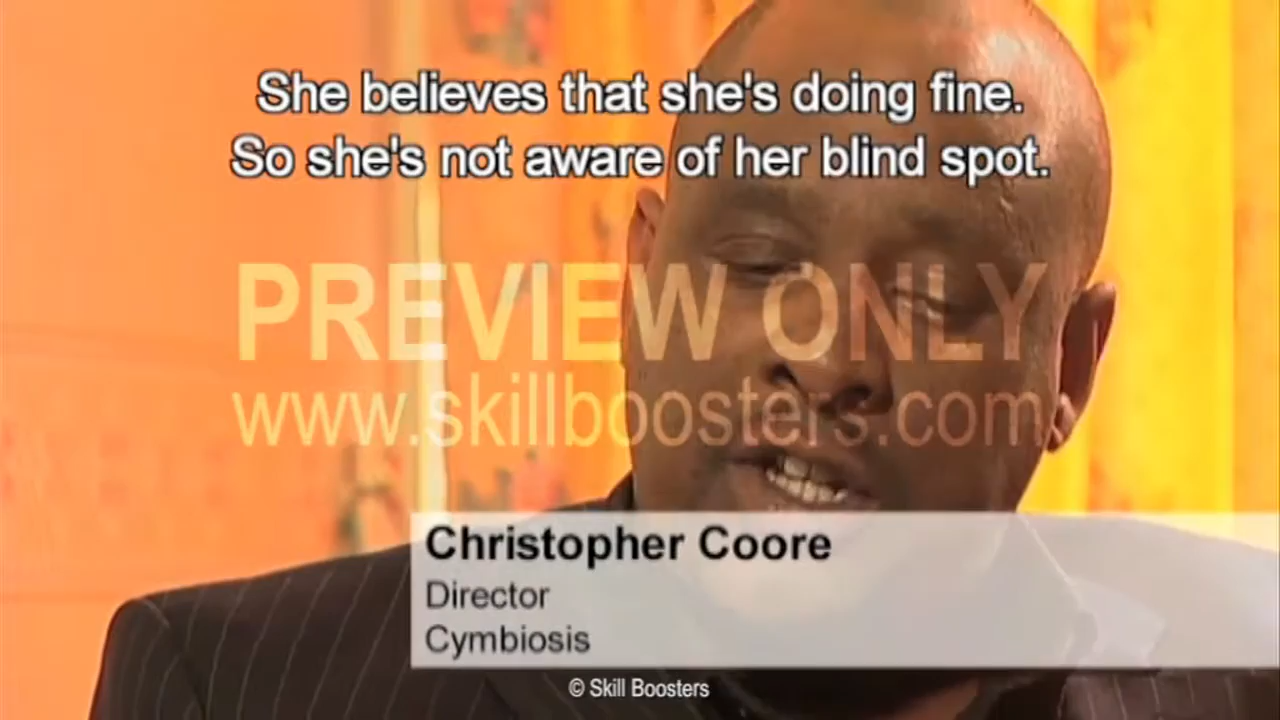 She believes that she's doing fine.
So she's not aware of her blind spot.
PREVIEW ONLY
www.skillboosters.com
Christopher Coore
Director
Cymbiosis
© Skill Boosters